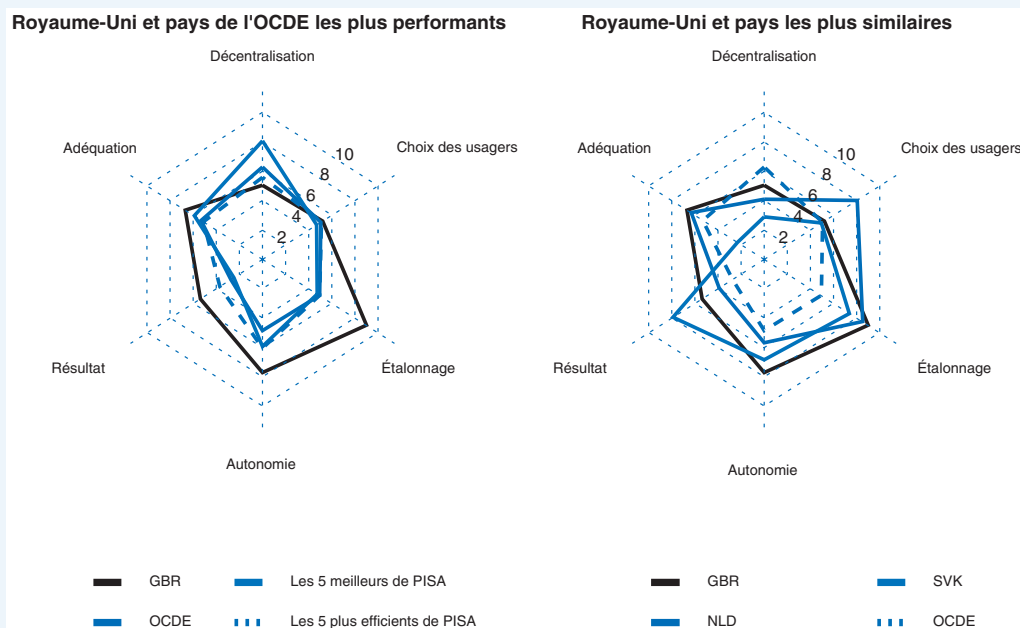 Royaume-Uni et pays de l'OCDE les plus performants
Décentralisation
Adéquation
Choix des usagers
10
8
6
4
2
Résultat
Étalonnage
Autonomie
GBR
Les 5 meilleurs de PISA
OCDE
Les 5 plus efficients de PISA
Royaume-Uni et pays les plus similaires
Décentralisation
Adéquation
Choix des usagers
10
8
6
4
2
Résultat
Étalonnage
Autonomie
GBR
SVK
NLD
OCDE